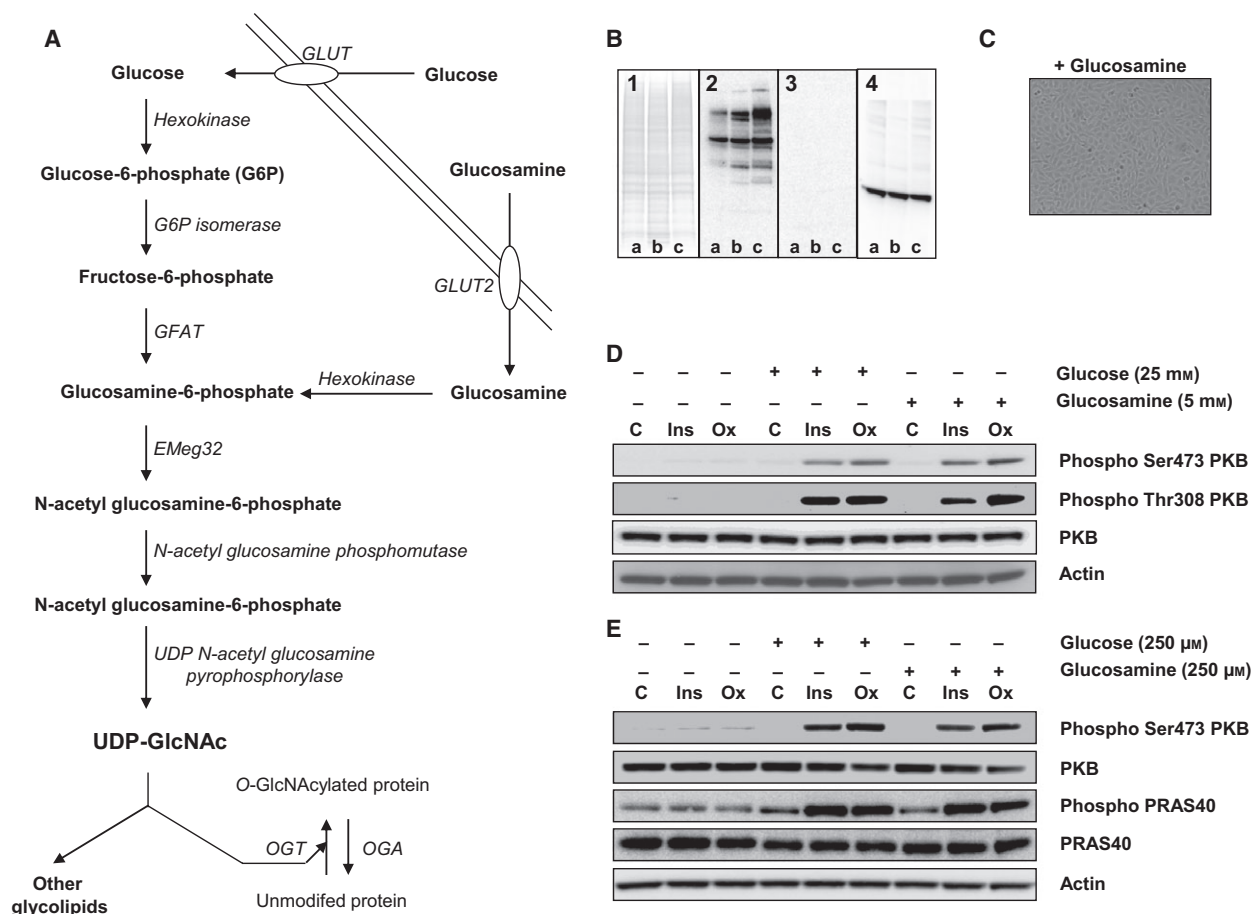 A
GLUT
Glucose
Glucose
Hexokinase
Glucosamine
Glucose-6-phosphate (G6P)
G6P isomerase
Fructose-6-phosphate
GLUT2
GFAT
Hexokinase
Glucosamine-6-phosphate
Glucosamine
EMeg32
N-acetyl glucosamine-6-phosphate
N-acetyl glucosamine phosphomutase
N-acetyl glucosamine-6-phosphate
UDP N-acetyl glucosamine
pyrophosphorylase
UDP-GlcNAc
O-GlcNAcylated protein
OGT
OGA
Other
glycolipids
Unmodifed protein
B
1 2 3 4
a b c a b c a b c a b c
C
+ Glucosamine
D
– – – + + + – – – Glucose (25 mM)
– – – – – – + + + Glucosamine (5 mM)
C Ins Ox C Ins Ox C Ins Ox
Phospho Ser473 PKB
Phospho Thr308 PKB
PKB
Actin
E
– – – + + + – – – Glucose (250 µM)
– – – – – – + + + Glucosamine (250 µM)
C Ins Ox C Ins Ox C Ins Ox
Phospho Ser473 PKB
PKB
Phospho PRAS40
PRAS40
Actin